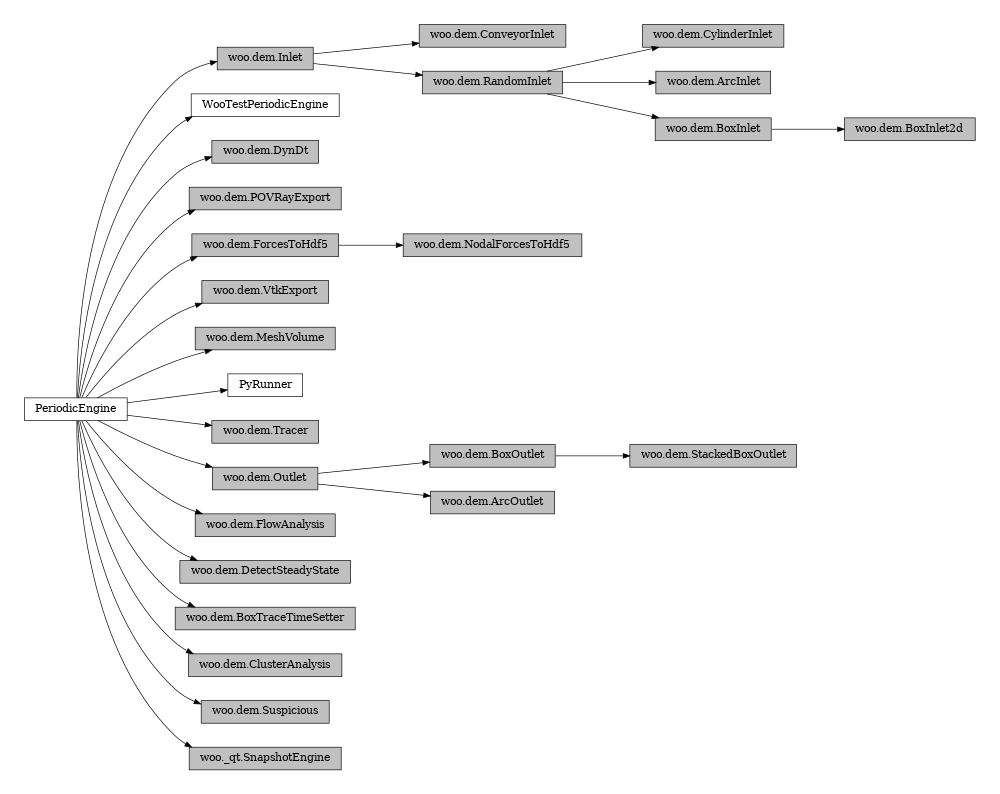 woo.dem.ConveyorInlet
woo.dem.CylinderInlet
woo.dem.Inlet
woo.dem.RandomInlet
woo.dem.ArcInlet
WooTestPeriodicEngine
woo.dem.BoxInlet
woo.dem.BoxInlet2d
woo.dem.DynDt
woo.dem.POVRayExport
woo.dem.ForcesToHdf5
woo.dem.NodalForcesToHdf5
woo.dem.VtkExport
woo.dem.MeshVolume
PyRunner
PeriodicEngine
woo.dem.Tracer
woo.dem.BoxOutlet
woo.dem.StackedBoxOutlet
woo.dem.Outlet
woo.dem.ArcOutlet
woo.dem.FlowAnalysis
woo.dem.DetectSteadyState
woo.dem.BoxTraceTimeSetter
woo.dem.ClusterAnalysis
woo.dem.Suspicious
woo._qt.SnapshotEngine